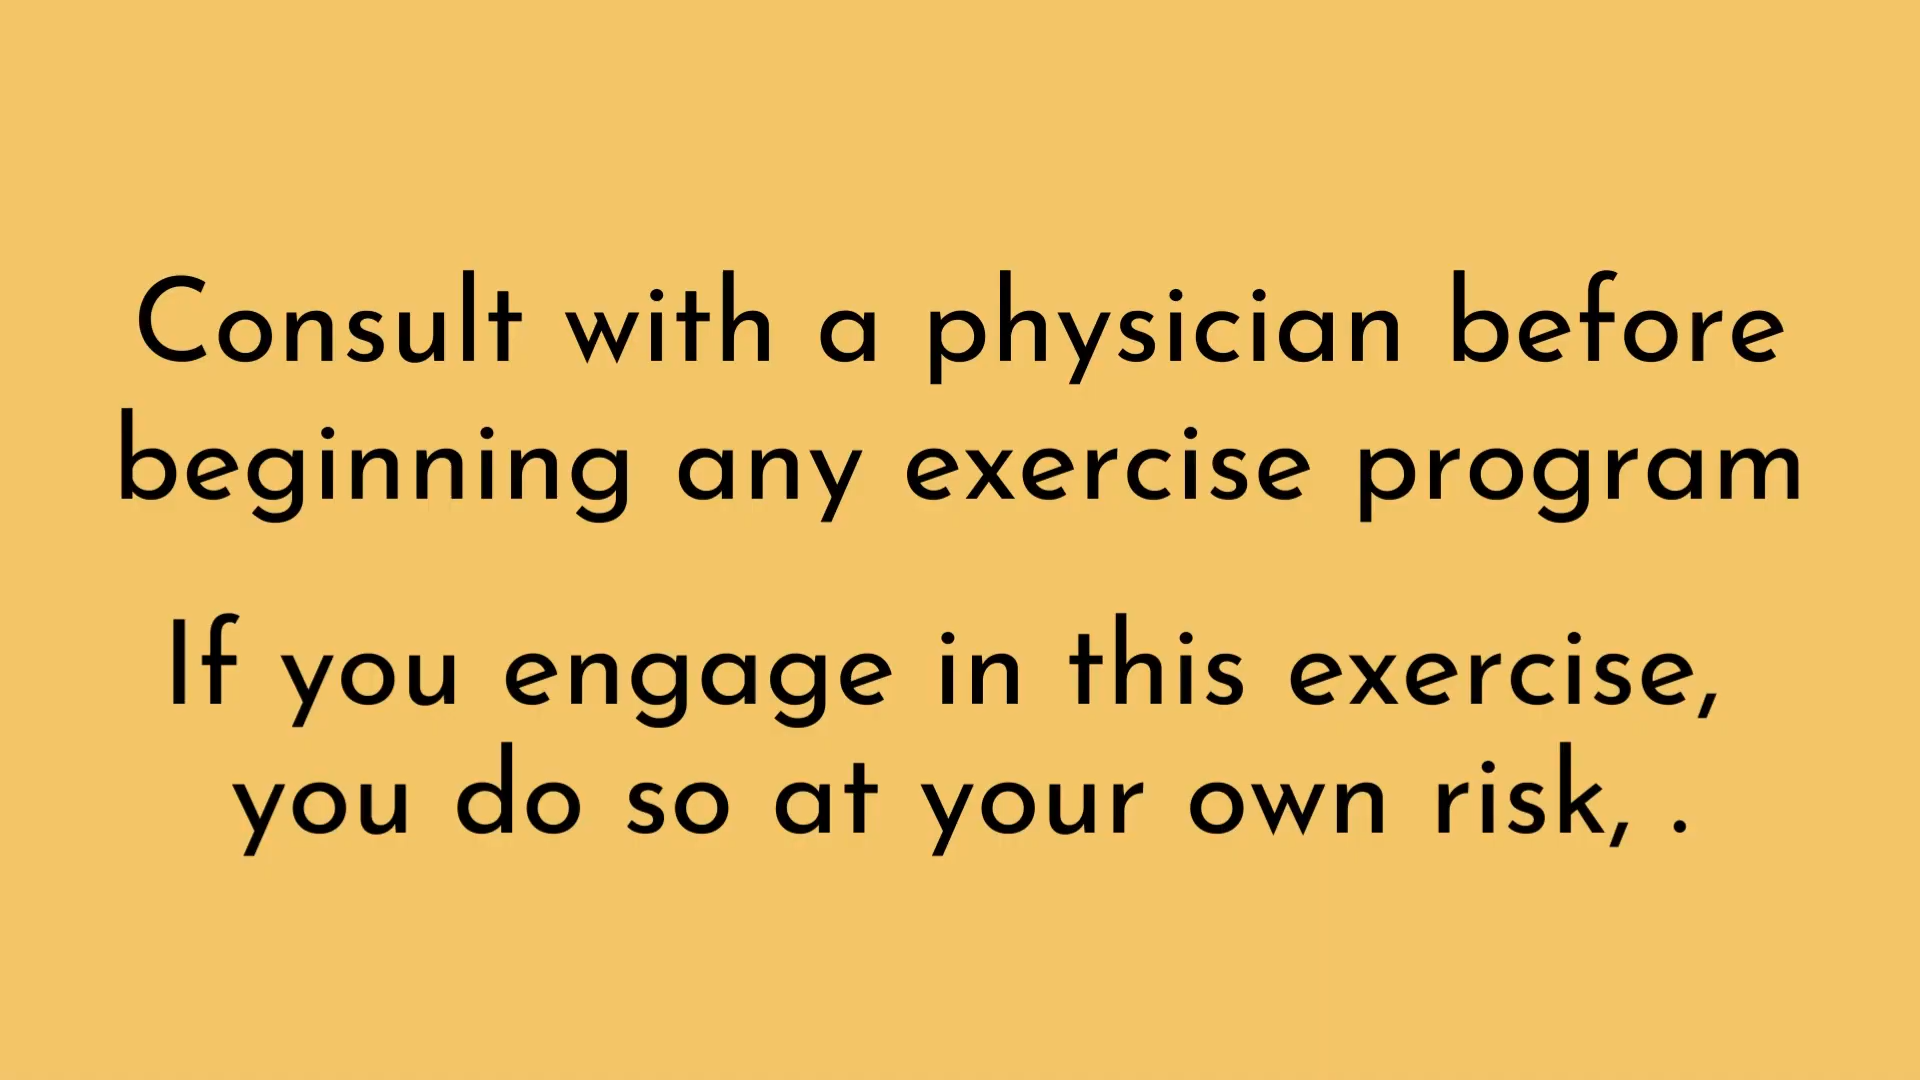 Consult with a physician before
beginning any exercise program
If you engage in this exercise,
you do so at your own risk, .